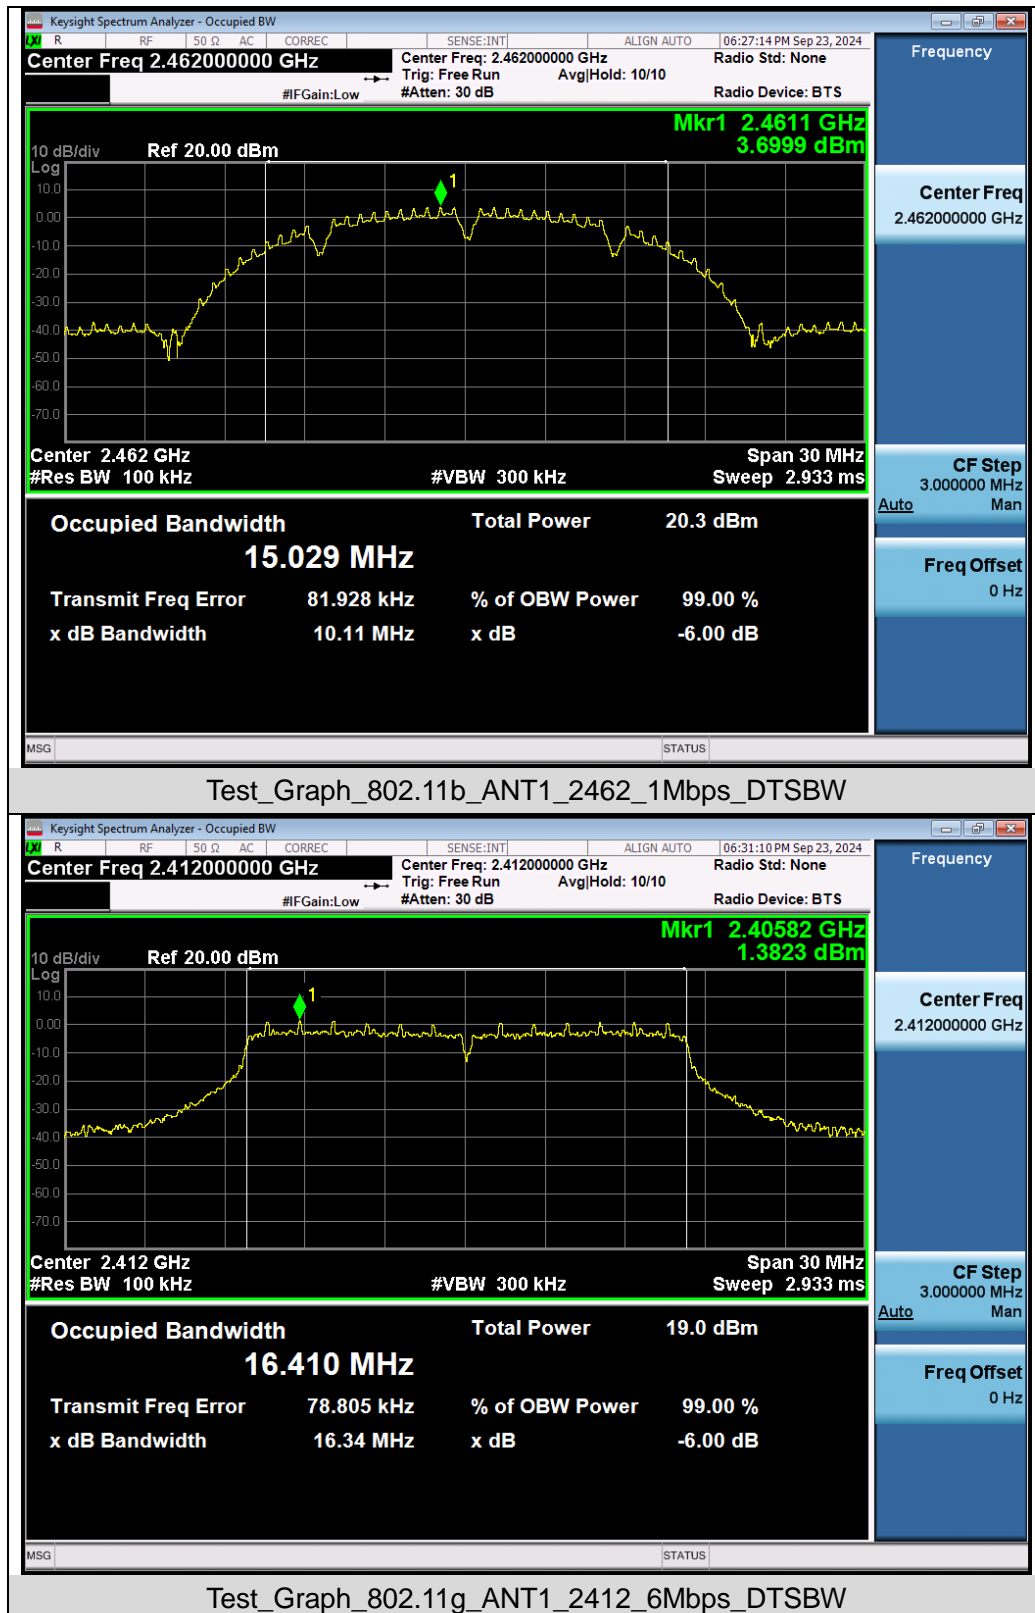 Keysight Spectrum Analyzer - Occupied BW
LXI R RF 50 Ω AC CORREC SENSE:INT ALIGN AUTO 06:27:14 PM Sep 23, 2024
Center Freq 2.462000000 GHz
Center Freq: 2.462000000 GHz Radio Std: None
Trig: Free Run Avg|Hold: 10/10
#IFGain:Low #Atten: 30 dB Radio Device: BTS
Frequency
Mkr1 2.4611 GHz
3.6999 dBm
10 dB/div Ref 20.00 dBm
Log
10.0
0.00
-10.0
-20.0
-30.0
-40.0
-50.0
-60.0
-70.0
1
Center 2.462 GHz Span 30 MHz
#Res BW 100 kHz #VBW 300 kHz Sweep 2.933 ms
Center Freq
2.462000000 GHz
CF Step
3.000000 MHz
Auto Man
Freq Offset
0 Hz
Occupied Bandwidth Total Power 20.3 dBm
15.029 MHz
Transmit Freq Error 81.928 kHz % of OBW Power 99.00 %
x dB Bandwidth 10.11 MHz x dB -6.00 dB
MSG STATUS
Test_Graph_802.11b_ANT1_2462_1Mbps_DTSBW
Keysight Spectrum Analyzer - Occupied BW
LXI R RF 50 Ω AC CORREC SENSE:INT ALIGN AUTO 06:31:10 PM Sep 23, 2024
Center Freq 2.412000000 GHz
Center Freq: 2.412000000 GHz Radio Std: None
Trig: Free Run Avg|Hold: 10/10
#IFGain:Low #Atten: 30 dB Radio Device: BTS
Frequency
Mkr1 2.40582 GHz
1.3823 dBm
10 dB/div Ref 20.00 dBm
Log
10.0
0.00
-10.0
-20.0
-30.0
-40.0
-50.0
-60.0
-70.0
1
Center 2.412 GHz Span 30 MHz
#Res BW 100 kHz #VBW 300 kHz Sweep 2.933 ms
Center Freq
2.412000000 GHz
CF Step
3.000000 MHz
Auto Man
Freq Offset
0 Hz
Occupied Bandwidth Total Power 19.0 dBm
16.410 MHz
Transmit Freq Error 78.805 kHz % of OBW Power 99.00 %
x dB Bandwidth 16.34 MHz x dB -6.00 dB
MSG STATUS
Test_Graph_802.11g_ANT1_2412_6Mbps_DTSBW